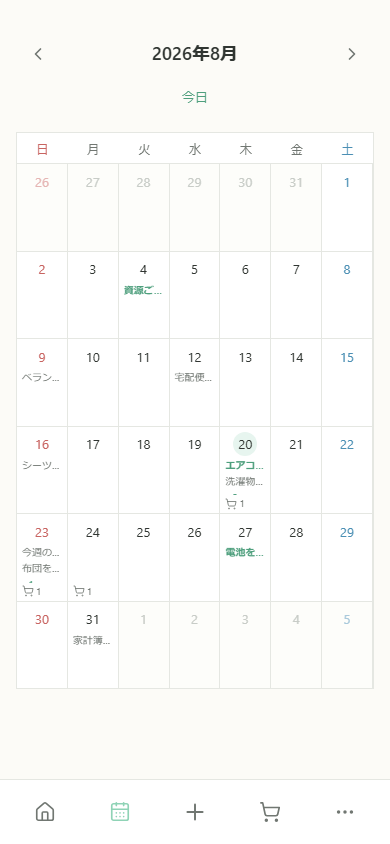 2026年8月
今日
日 月 火 水 木 金 土
26 27 28 29 30 31 1
2 3 4 5 6 7 8
資源ご…
9 10 11 12 13 14 15
ベラン… 宅配便…
16 17 18 19 20 21 22
シーツ… エアコ…
洗濯物…
1
23 24 25 26 27 28 29
今週の… 電池を…
布団を…
1 1
30 31 1 2 3 4 5
家計簿…